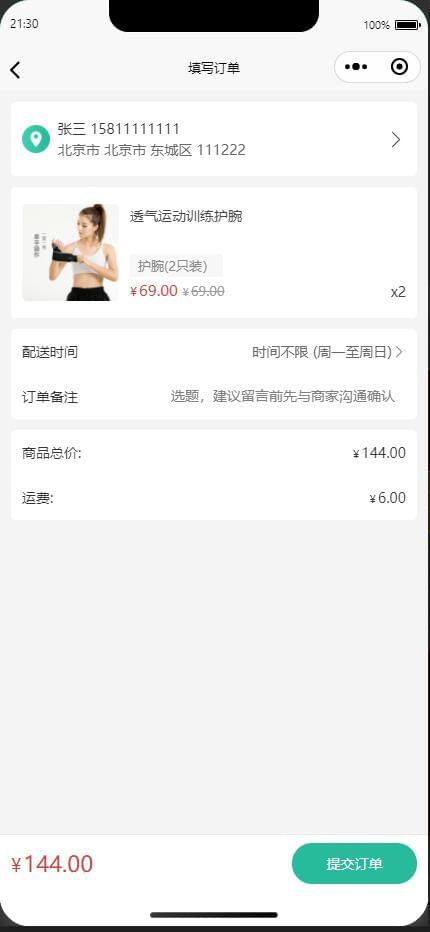 21:30
100%
填写订单
张三 15811111111
北京市 北京市 东城区 111222
透气运动训练护腕
护腕(2只装)
¥69.00 ¥69.00
x2
配送时间
时间不限 (周一至周日)
订单备注
选题，建议留言前先与商家沟通确认
商品总价:
¥144.00
运费:
¥6.00
¥144.00
提交订单